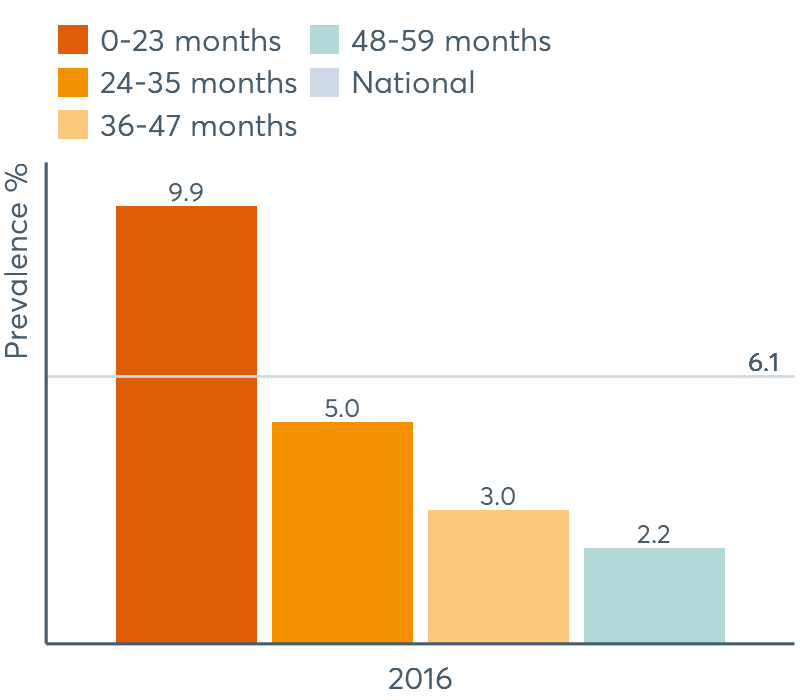 0-23 months
48-59 months
24-35 months
National
36-47 months
Prevalence %
9.9
6.1
5.0
3.0
2.2
2016